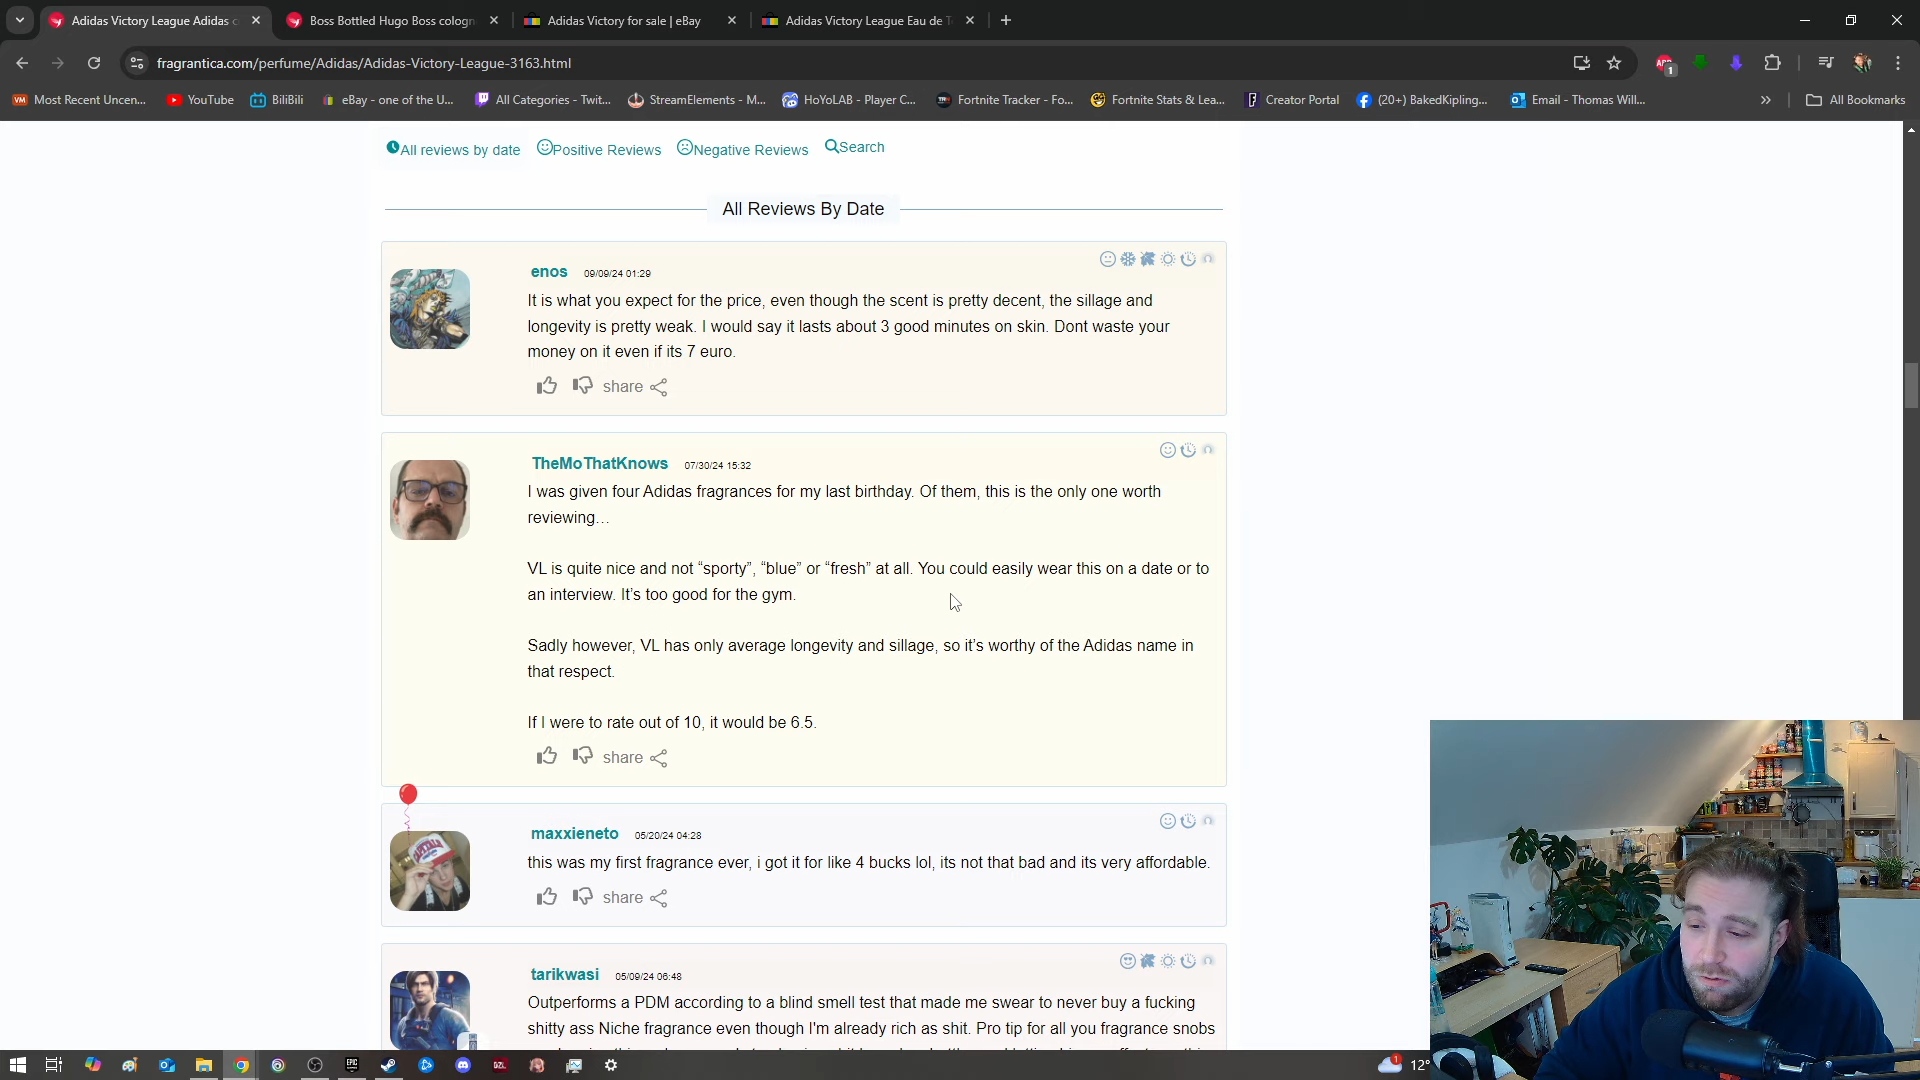 Adidas Victory League Adidas c
Boss Bottled Hugo Boss cologn
Adidas Victory for sale | eBay
Adidas Victory League Eau de T
fragrantica.com/perfume/Adidas/Adidas-Victory-League-3163.html
ABP
1
VM Most Recent Uncen...
YouTube
BiliBili
eBay - one of the U...
All Categories - Twit...
StreamElements - M...
HoYoLAB - Player C...
Fortnite Tracker - Fo...
Fortnite Stats & Lea...
Creator Portal
(20+) BakedKipling...
Email - Thomas Will...
All Bookmarks
All reviews by date
Positive Reviews
Negative Reviews
Search
All Reviews By Date
enos 09/09/24 01:29
It is what you expect for the price, even though the scent is pretty decent, the sillage and
longevity is pretty weak. I would say it lasts about 3 good minutes on skin. Dont waste your
money on it even if its 7 euro.
share
TheMoThatKnows 07/30/24 15:32
I was given four Adidas fragrances for my last birthday. Of them, this is the only one worth
reviewing…
VL is quite nice and not “sporty”, “blue” or “fresh” at all. You could easily wear this on a date or to
an interview. It’s too good for the gym.
Sadly however, VL has only average longevity and sillage, so it’s worthy of the Adidas name in
that respect.
If I were to rate out of 10, it would be 6.5.
share
maxxieneto 05/20/24 04:28
this was my first fragrance ever, i got it for like 4 bucks lol, its not that bad and its very affordable.
share
tarikwasi 05/09/24 06:48
Outperforms a PDM according to a blind smell test that made me swear to never buy a fucking
shitty ass Niche fragrance even though I'm already rich as shit. Pro tip for all you fragrance snobs
EPIC
DZL
1
12°